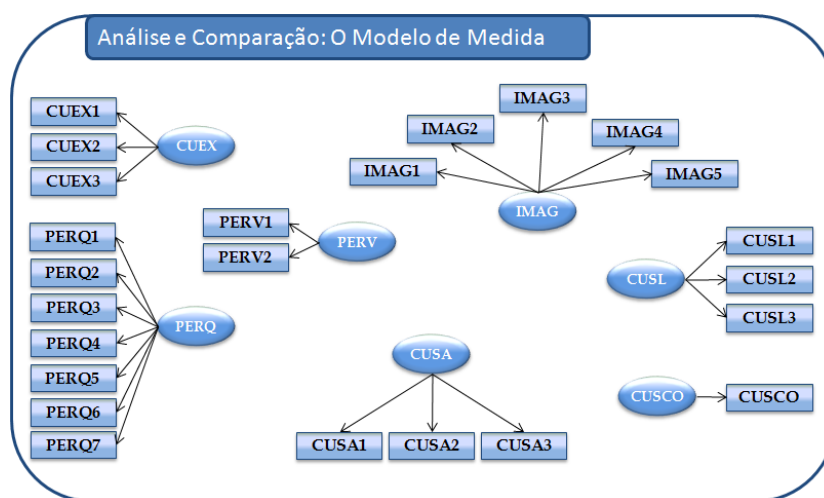 Análise e Comparação: O Modelo de Medida
CUEX1
CUEX2
CUEX3
CUEX
IMAG1
IMAG2
IMAG3
IMAG4
IMAG5
IMAG
PERV1
PERV2
PERV
PERQ1
PERQ2
PERQ3
PERQ4
PERQ5
PERQ6
PERQ7
PERQ
CUSL
CUSL1
CUSL2
CUSL3
CUSA
CUSA1
CUSA2
CUSA3
CUSCO
CUSCO